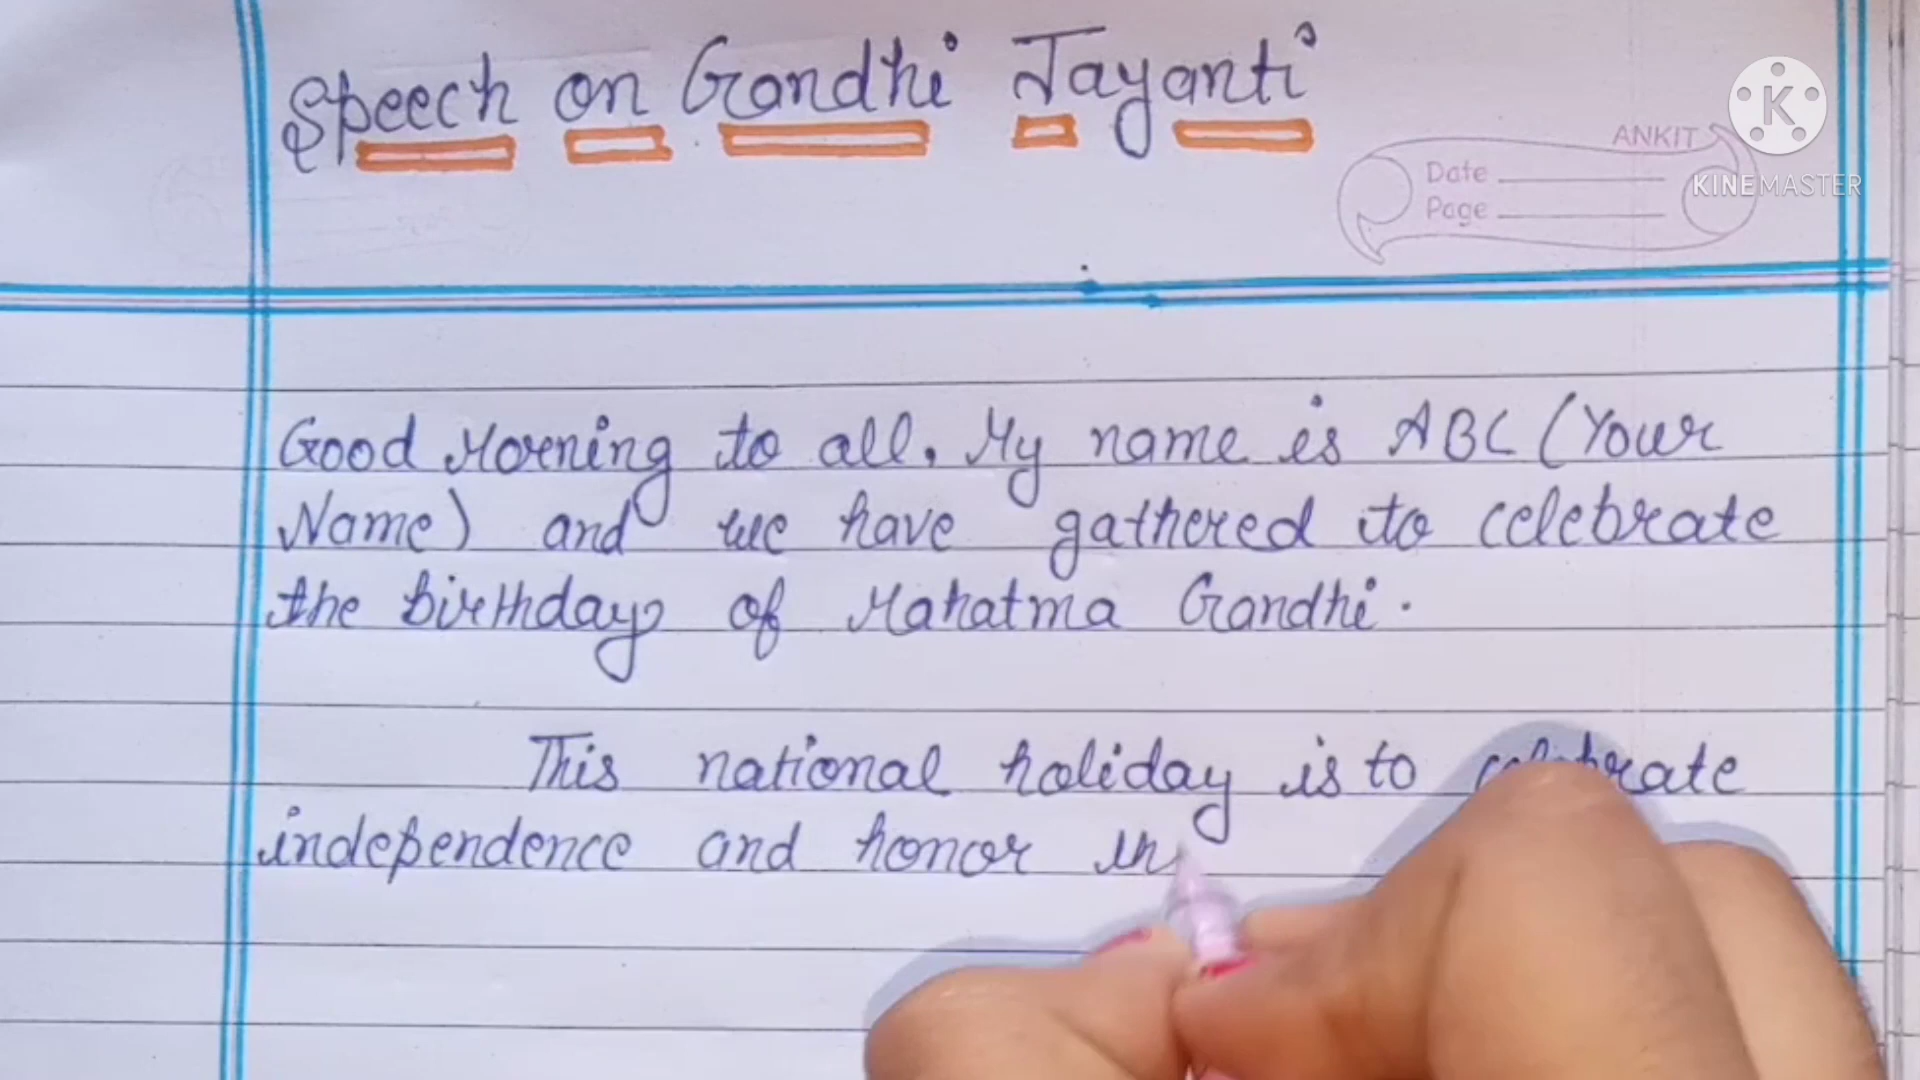 Speech on Gandhi Jayanti
ANKIT
Date
Page
KINEMASTER
Good Morning to all. My name is ABC (Your
Name) and we have gathered to celebrate
the birthday of Mahatma Gandhi.
This national holiday is to celebrate
independence and honor